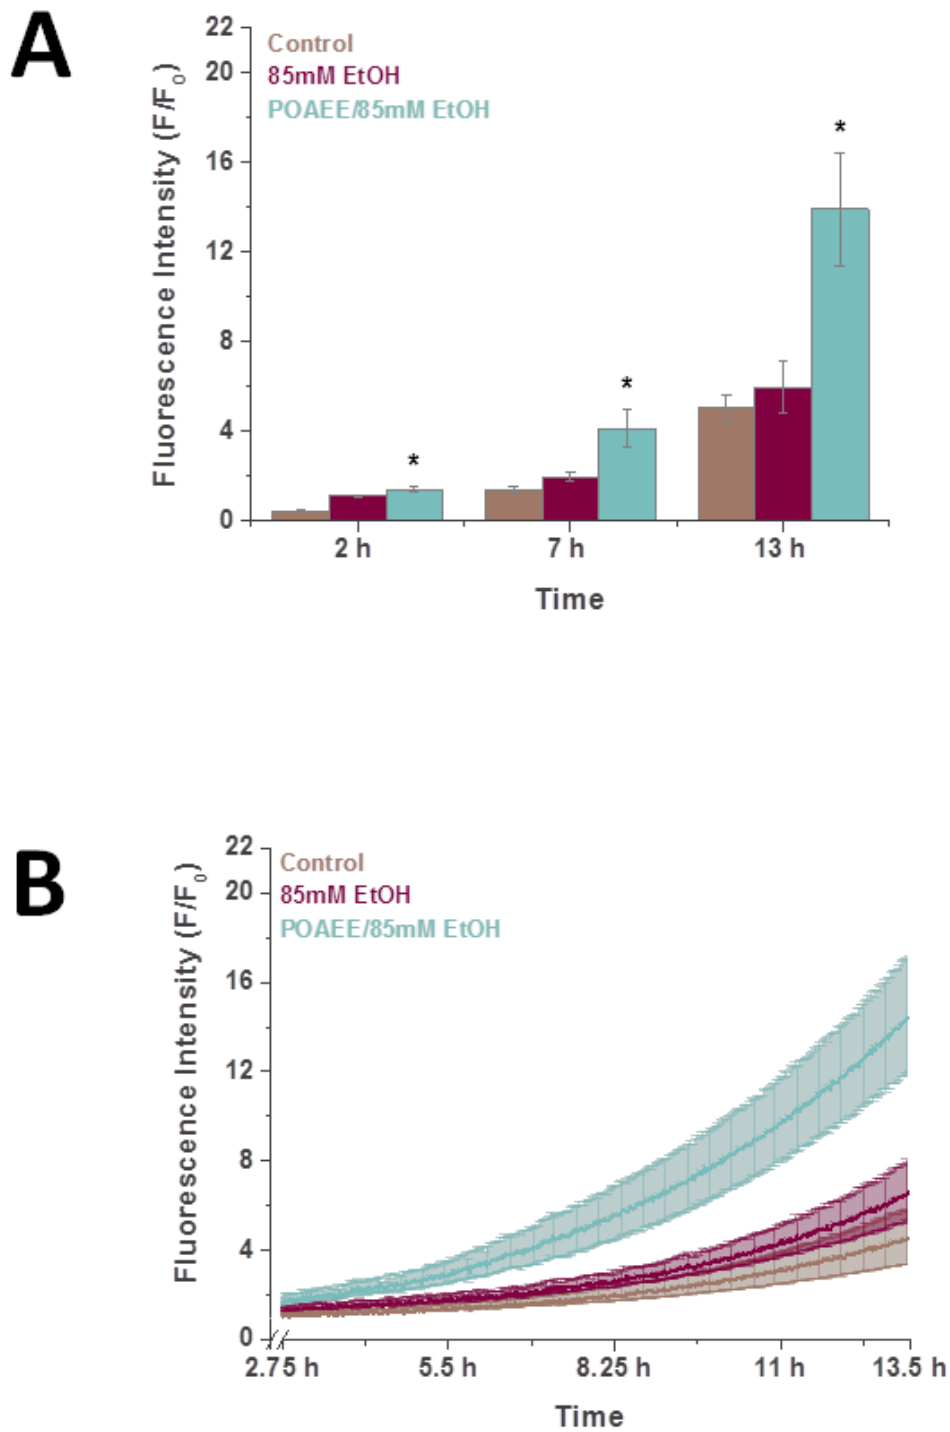 A
Fluorescence Intensity (F/F0)
22
20
16
12
8
4
0
Control
85mM EtOH
POAEE/85mM EtOH
*
*
*
2 h
7 h
13 h
Time
B
Fluorescence Intensity (F/F0)
22
20
16
12
8
4
0
Control
85mM EtOH
POAEE/85mM EtOH
2.75 h
5.5 h
8.25 h
11 h
13.5 h
Time